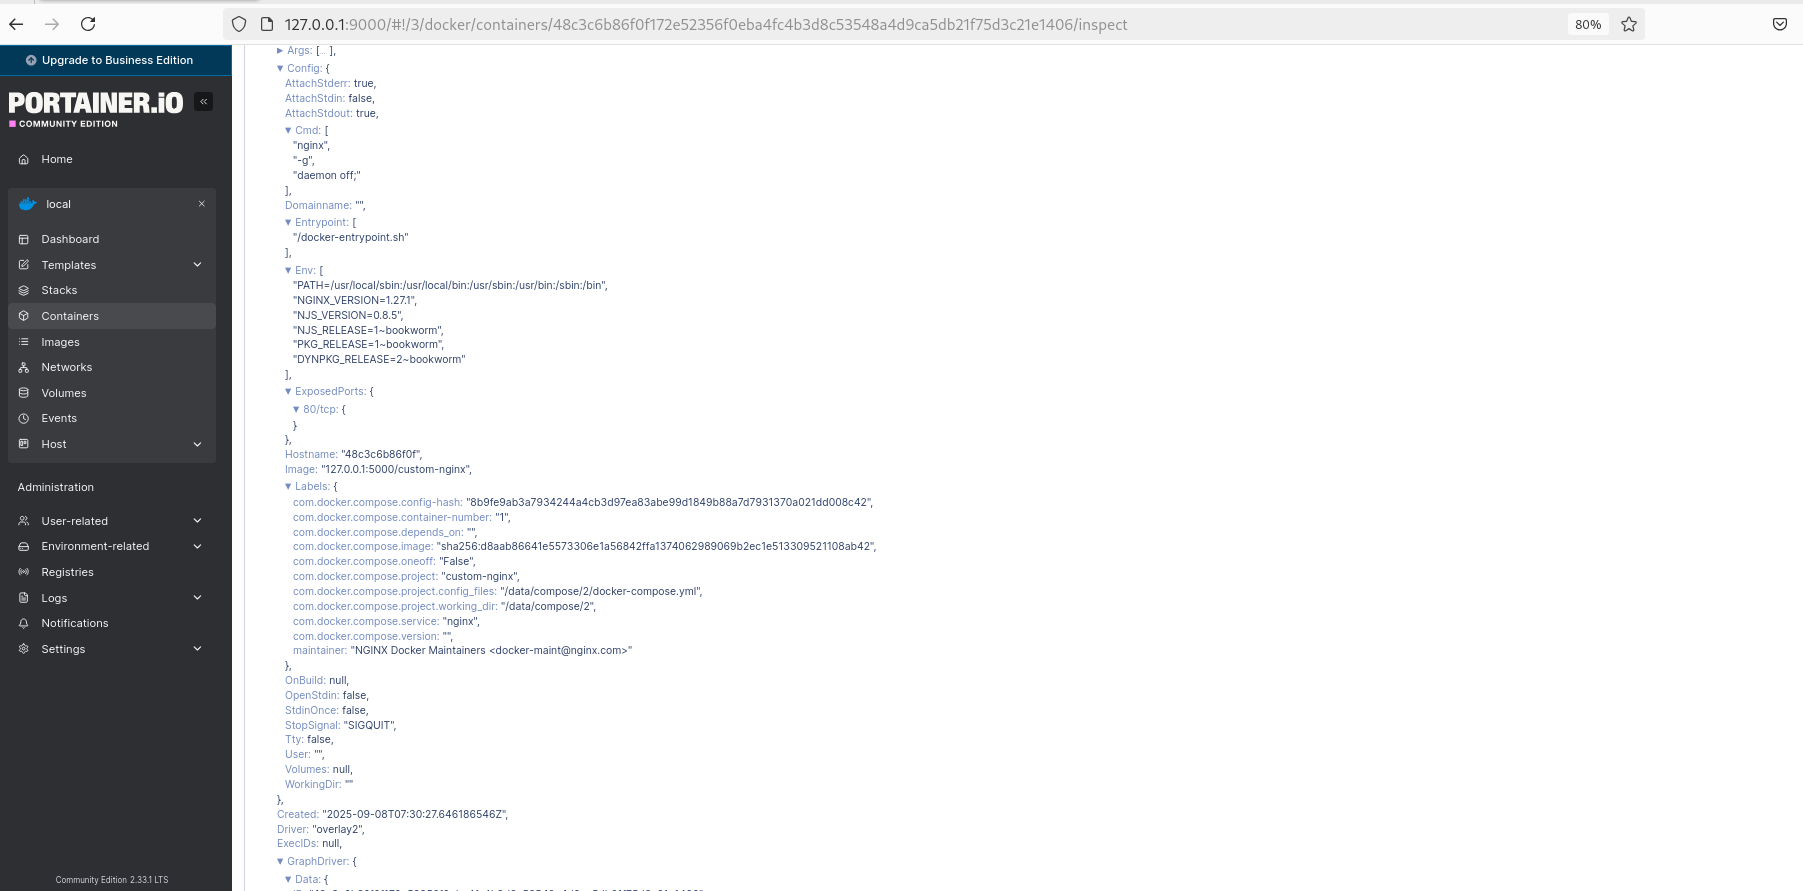 127.0.0.1:9000/#!/3/docker/containers/48c3c6b86f0f172e52356f0eba4fc4b3d8c53548a4d9ca5db21f75d3c21e1406/inspect
80%
Upgrade to Business Edition
PORTAINER.iO
COMMUNITY EDITION
Home
local
Dashboard
Templates
Stacks
Containers
Images
Networks
Volumes
Events
Host
Administration
User-related
Environment-related
Registries
Logs
Notifications
Settings
Community Edition 2.33.1 LTS
Args: [... ],
Config: {
AttachStderr: true,
AttachStdin: false,
AttachStdout: true,
Cmd: [
"nginx",
"-g",
"daemon off;"
],
Domainname: "",
Entrypoint: [
"/docker-entrypoint.sh"
],
Env: [
"PATH=/usr/local/sbin:/usr/local/bin:/usr/sbin:/usr/bin:/sbin:/bin",
"NGINX_VERSION=1.27.1",
"NJS_VERSION=0.8.5",
"NJS_RELEASE=1~bookworm",
"PKG_RELEASE=1~bookworm",
"DYNPKG_RELEASE=2~bookworm"
],
ExposedPorts: {
80/tcp: {
}
},
Hostname: "48c3c6b86f0f",
Image: "127.0.0.1:5000/custom-nginx",
Labels: {
com.docker.compose.config-hash: "8b9fe9ab3a7934244a4cb3d97ea83abe99d1849b88a7d7931370a021dd008c42",
com.docker.compose.container-number: "1",
com.docker.compose.depends_on: "",
com.docker.compose.image: "sha256:d8aab86641e5573306e1a56842ffa1374062989069b2ec1e513309521108ab42",
com.docker.compose.oneoff: "False",
com.docker.compose.project: "custom-nginx",
com.docker.compose.project.config_files: "/data/compose/2/docker-compose.yml",
com.docker.compose.project.working_dir: "/data/compose/2",
com.docker.compose.service: "nginx",
com.docker.compose.version: "",
maintainer: "NGINX Docker Maintainers <docker-maint@nginx.com>"
},
OnBuild: null,
OpenStdin: false,
StdinOnce: false,
StopSignal: "SIGQUIT",
Tty: false,
User: "",
Volumes: null,
WorkingDir: ""
},
Created: "2025-09-08T07:30:27.646186546Z",
Driver: "overlay2",
ExecIDs: null,
GraphDriver: {
Data: {